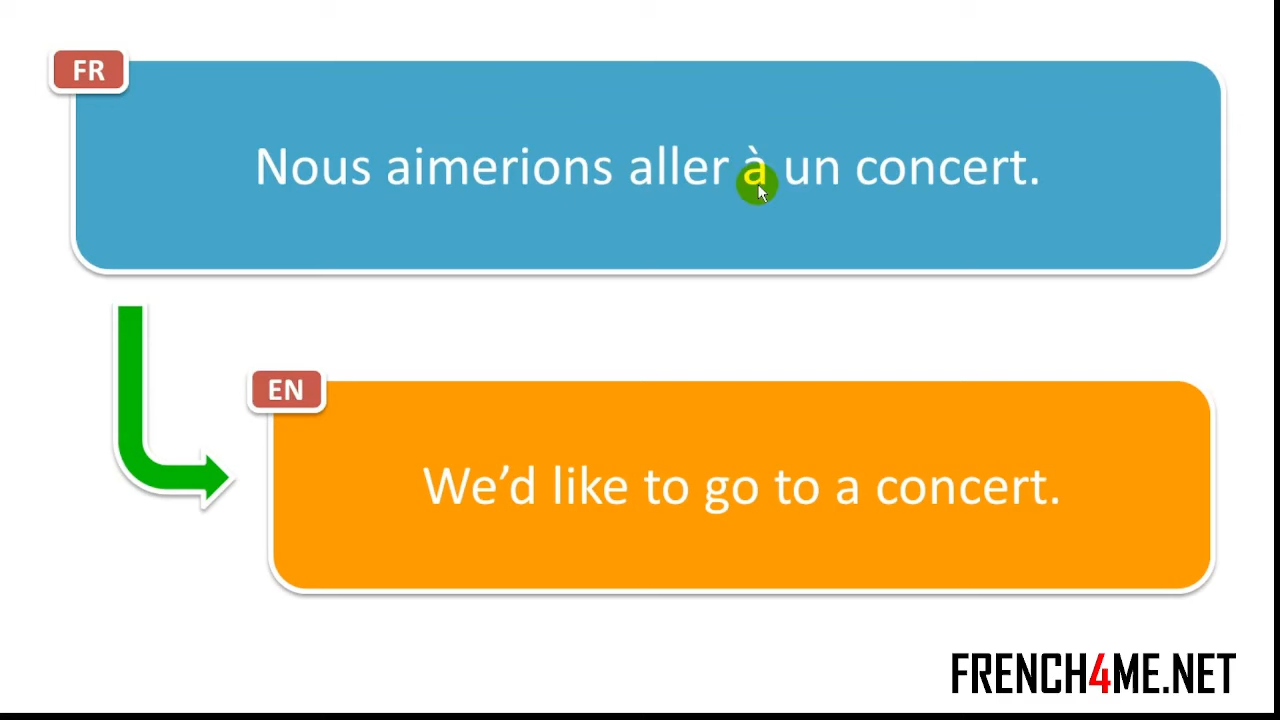 FR
Nous aimerions aller à un concert.
EN
We’d like to go to a concert.
FRENCH4ME.NET